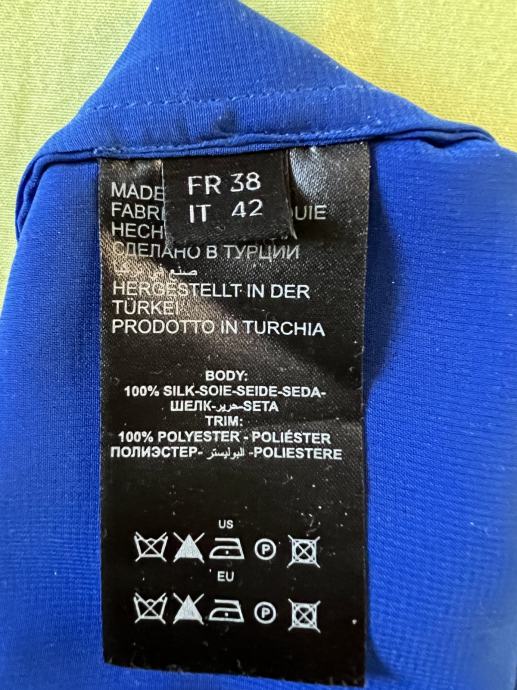 FR 38
IT 42
MADE
HECH
СДЕЛАНО В ТУРЦИИ
صنع في تركيا
HERGESTELLT IN DER
TÜRKEI
PRODOTTO IN TURCHIA
BODY:
100% SILK-SOIE-SEIDE-SEDA-
ШЕЛК-حرير-SETA
TRIM:
100% POLYESTER - POLIÉSTER
ПОЛИЭСТЕР- البوليستر -POLIESTERE
US
P
EU
P